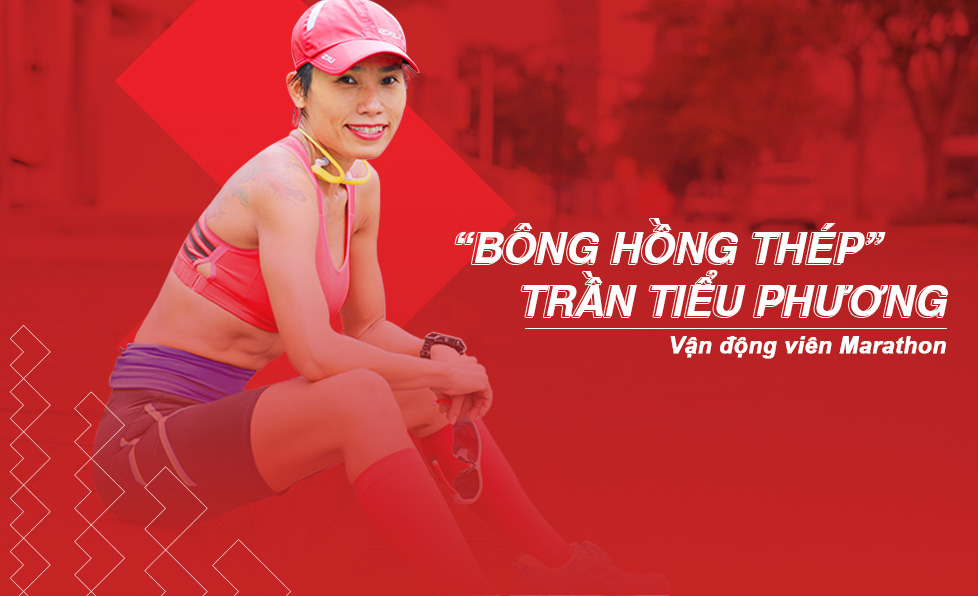 “BÔNG HỒNG THÉP”
TRẦN TIỂU PHƯƠNG
Vận động viên Marathon